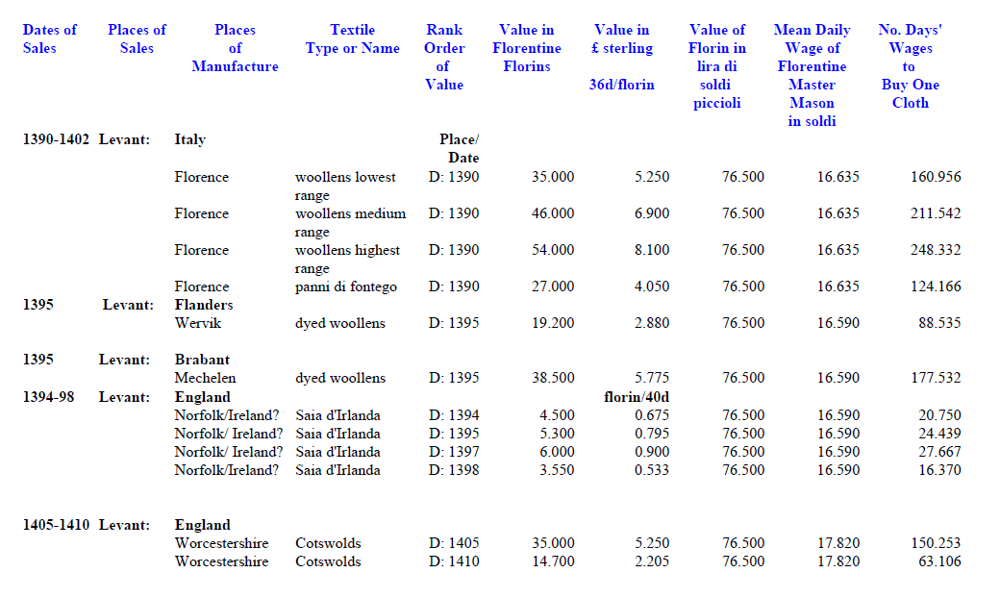 Dates of Places of Places Textile Rank Value in Value in Value of Mean Daily No. Days'
Sales Sales of Type or Name Order Florentine £ sterling Florin in Wage of Wages
Manufacture of Florins lira di Florentine to
Value 36d/florin soldi Master Buy One
piccioli Mason Cloth
in soldi
1390-1402 Levant: Italy Place/
Date
Florence woollens lowest D: 1390 35.000 5.250 76.500 16.635 160.956
range
Florence woollens medium D: 1390 46.000 6.900 76.500 16.635 211.542
range
Florence woollens highest D: 1390 54.000 8.100 76.500 16.635 248.332
range
Florence panni di fontego D: 1390 27.000 4.050 76.500 16.635 124.166
1395 Levant: Flanders
Wervik dyed woollens D: 1395 19.200 2.880 76.500 16.590 88.535
1395 Levant: Brabant
Mechelen dyed woollens D: 1395 38.500 5.775 76.500 16.590 177.532
1394-98 Levant: England florin/40d
Norfolk/Ireland? Saia d'Irlanda D: 1394 4.500 0.675 76.500 16.590 20.750
Norfolk/ Ireland? Saia d'Irlanda D: 1395 5.300 0.795 76.500 16.590 24.439
Norfolk/ Ireland? Saia d'Irlanda D: 1397 6.000 0.900 76.500 16.590 27.667
Norfolk/Ireland? Saia d'Irlanda D: 1398 3.550 0.533 76.500 16.590 16.370
1405-1410 Levant: England
Worcestershire Cotswolds D: 1405 35.000 5.250 76.500 17.820 150.253
Worcestershire Cotswolds D: 1410 14.700 2.205 76.500 17.820 63.106